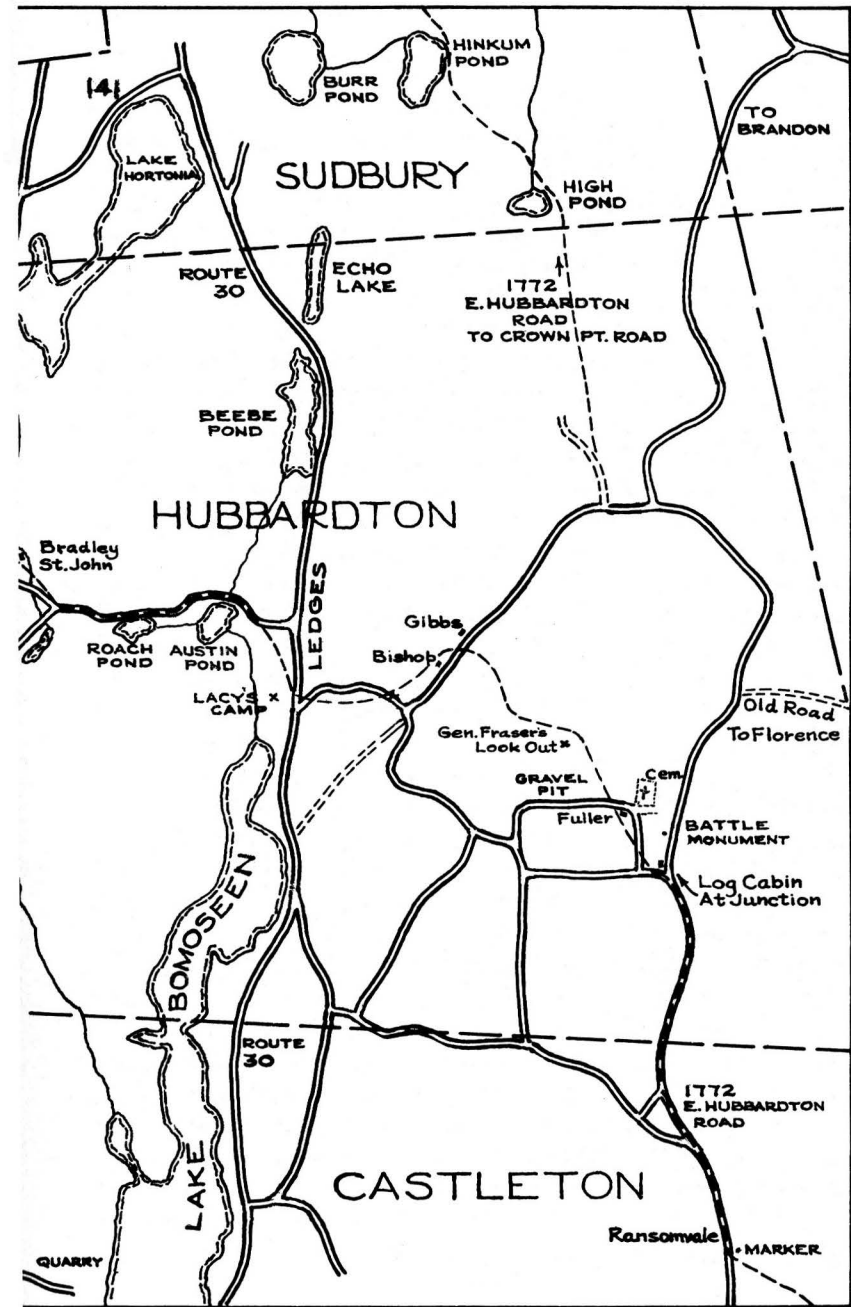 HINKUM
POND
BURR
POND
141
TO
BRANDON
LAKE
HORTONIA
SUDBURY
HIGH
POND
ROUTE
30
ECHO
LAKE
1772
E. HUBBARDTON
ROAD
TO CROWN PT. ROAD
BEEBE
POND
HUBBARDTON
Bradley
St. John
LEDGES
Gibbs
ROACH
POND
AUSTIN
POND
Bishop
LACY'S
CAMP
Old Road
To Florence
Gen. Fraser's
Look Out
GRAVEL
PIT
Cem.
Fuller
BATTLE
MONUMENT
Log Cabin
At Junction
LAKE BOMOSEEN
ROUTE
30
1772
E. HUBBARDTON
ROAD
CASTLETON
Ransomvale
MARKER
QUARRY